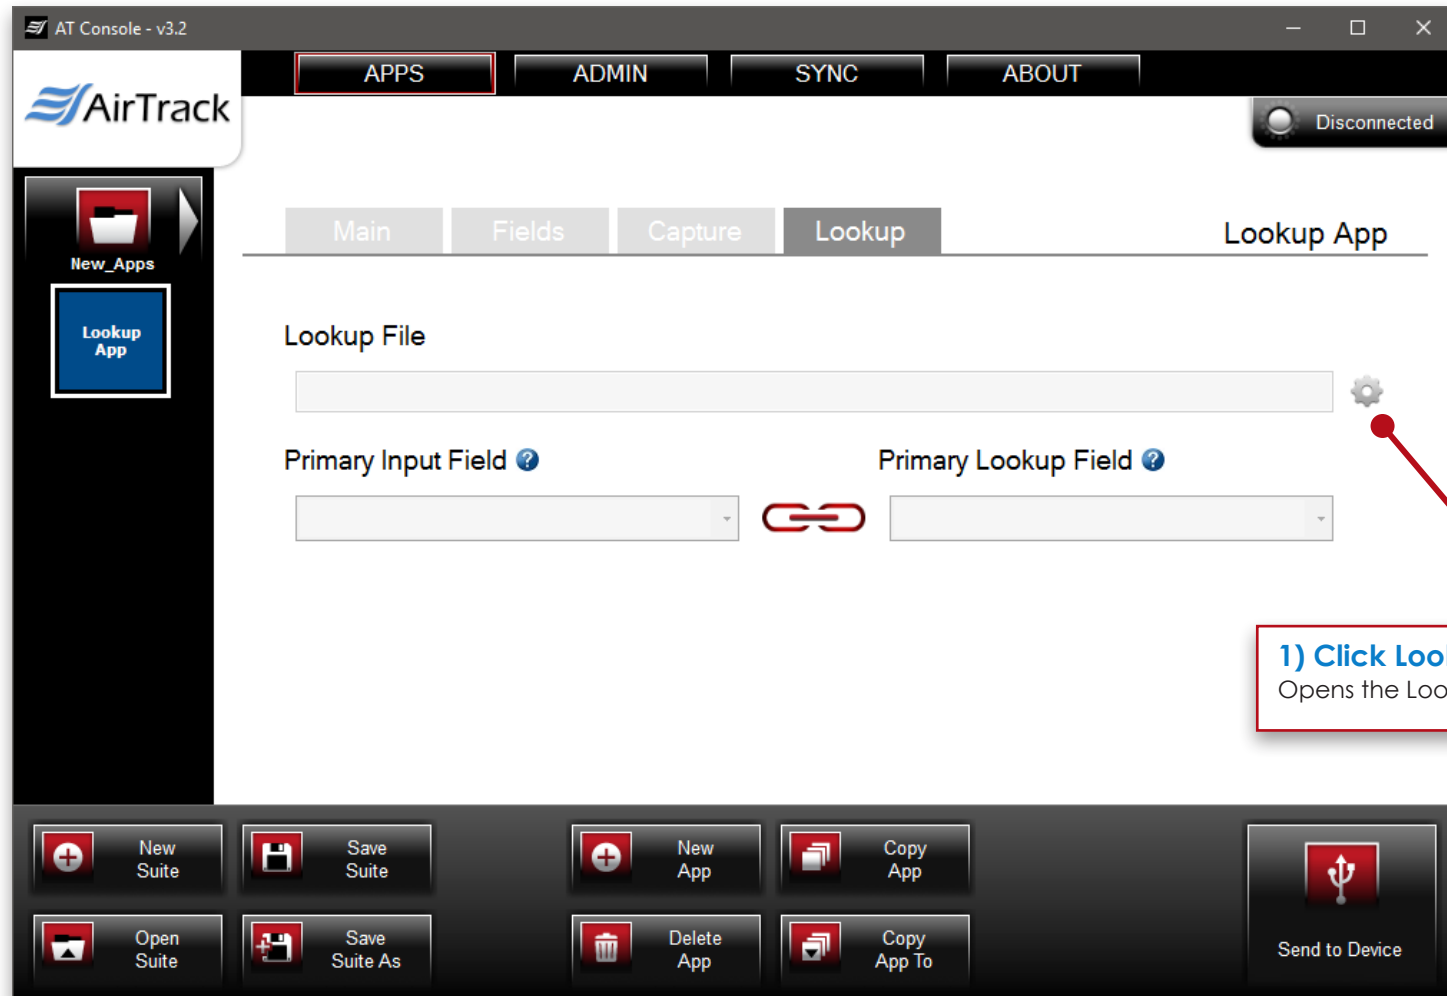 AT Console - v3.2
APPS ADMIN SYNC ABOUT
AirTrack
Disconnected
New_Apps
Lookup
App
Main Fields Capture Lookup
Lookup App
Lookup File
Primary Input Field ?
Primary Lookup Field ?
1) Click
Opens the
New
Suite
Save
Suite
New
App
Copy
App
Open
Suite
Save
Suite As
Delete
App
Copy
App To
Send to Device